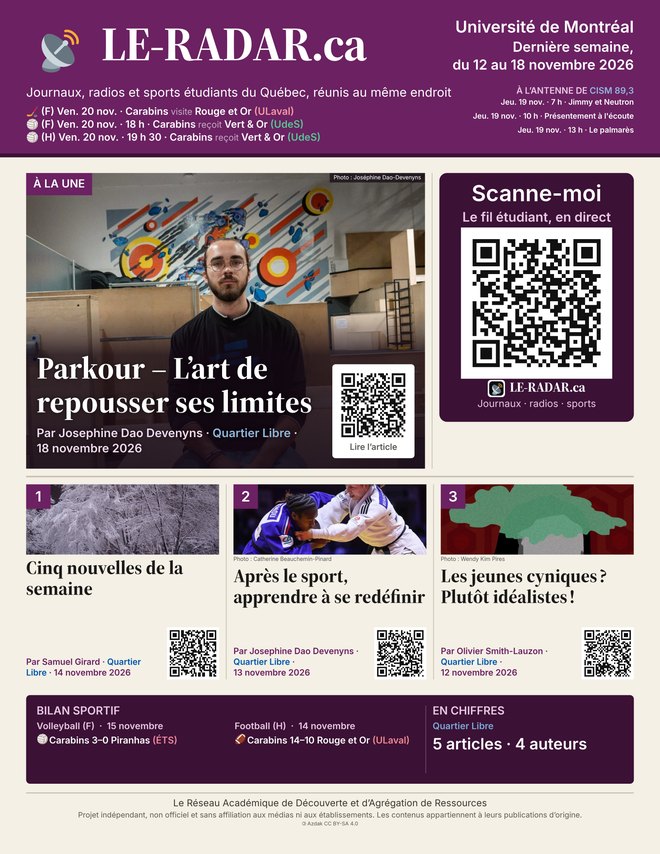 LE-RADAR.ca
Université de Montréal
Dernière semaine,
du 12 au 18 novembre 2026
Journaux, radios et sports étudiants du Québec, réunis au même endroit
(F) Ven. 20 nov. · Carabins visite Rouge et Or (ULaval)
(F) Ven. 20 nov. · 18 h · Carabins reçoit Vert & Or (UdeS)
(H) Ven. 20 nov. · 19 h 30 · Carabins reçoit Vert & Or (UdeS)
À L'ANTENNE DE CISM 89,3
Jeu. 19 nov. · 7 h · Jimmy et Neutron
Jeu. 19 nov. · 10 h · Présentement à l'écoute
Jeu. 19 nov. · 13 h · Le palmarès
À LA UNE
Photo : Joséphine Dao-Devenyns
Parkour – L'art de
repousser ses limites
Par Josephine Dao Devenyns · Quartier Libre ·
18 novembre 2026
Lire l'article
Scanne-moi
Le fil étudiant, en direct
LE-RADAR.ca
Journaux · radios · sports
1
Cinq nouvelles de la
semaine
Par Samuel Girard · Quartier
Libre · 14 novembre 2026
2
Photo : Catherine Beauchemin-Pinard
Après le sport,
apprendre à se redéfinir
Par Josephine Dao Devenyns ·
Quartier Libre ·
13 novembre 2026
3
Photo : Wendy Kim Pires
Les jeunes cyniques ?
Plutôt idéalistes !
Par Olivier Smith-Lauzon ·
Quartier Libre ·
12 novembre 2026
BILAN SPORTIF
Volleyball (F) · 15 novembre
Carabins 3–0 Piranhas (ÉTS)
Football (H) · 14 novembre
Carabins 14–10 Rouge et Or (ULaval)
EN CHIFFRES
Quartier Libre
5 articles · 4 auteurs
Le Réseau Académique de Découverte et d'Agrégation de Ressources
Projet indépendant, non officiel et sans affiliation aux médias ni aux établissements. Les contenus appartiennent à leurs publications d'origine.
Azdak CC BY-SA 4.0